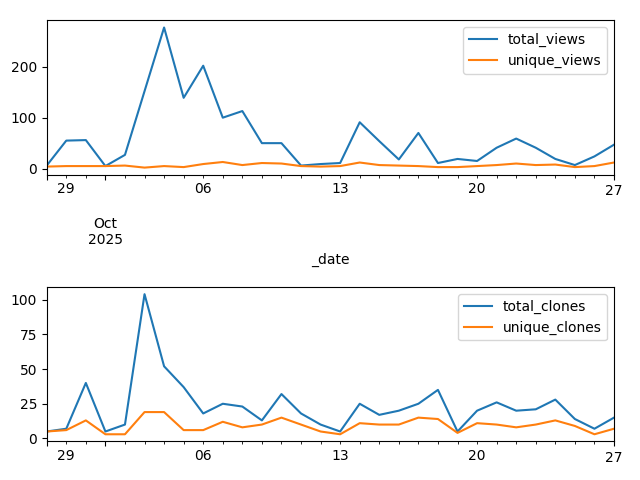 total_views
unique_views
200
100
0
29 06 13 20 27
Oct
2025
_date
total_clones
unique_clones
100
75
50
25
0
29 06 13 20 27